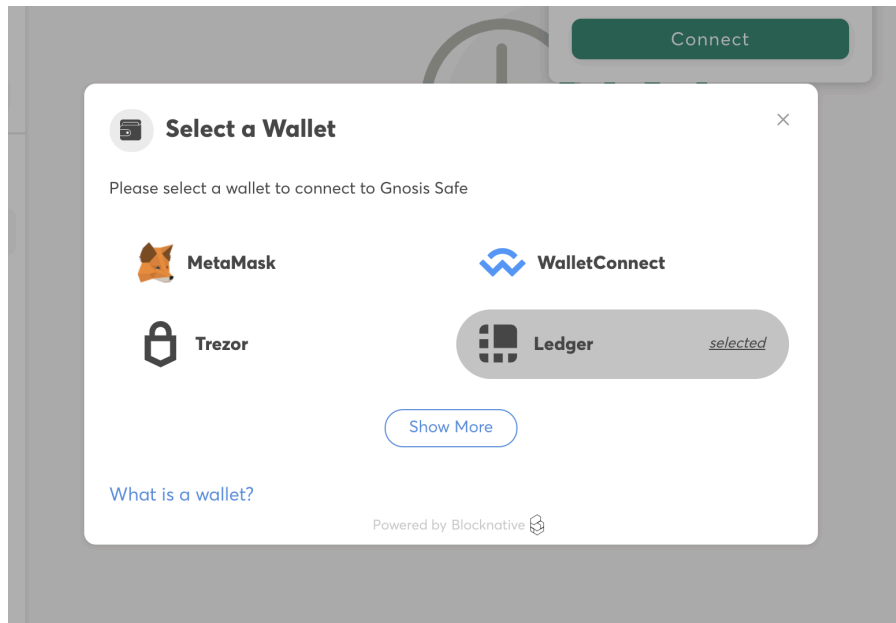 Connect
Select a Wallet
Please select a wallet to connect to Gnosis Safe
MetaMask
WalletConnect
Trezor
Ledger
selected
Show More
What is a wallet?
Powered by Blocknative